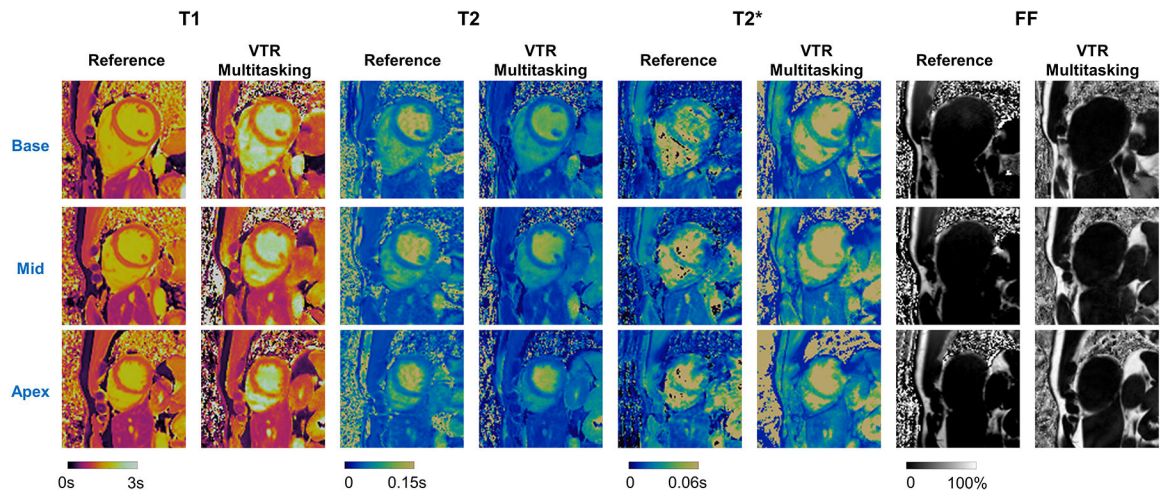 T1 T2 T2* FF
Reference VTR Multitasking Reference VTR Multitasking Reference VTR Multitasking Reference VTR Multitasking
Base
Mid
Apex
0s 3s 0 0.15s 0 0.06s 0 100%